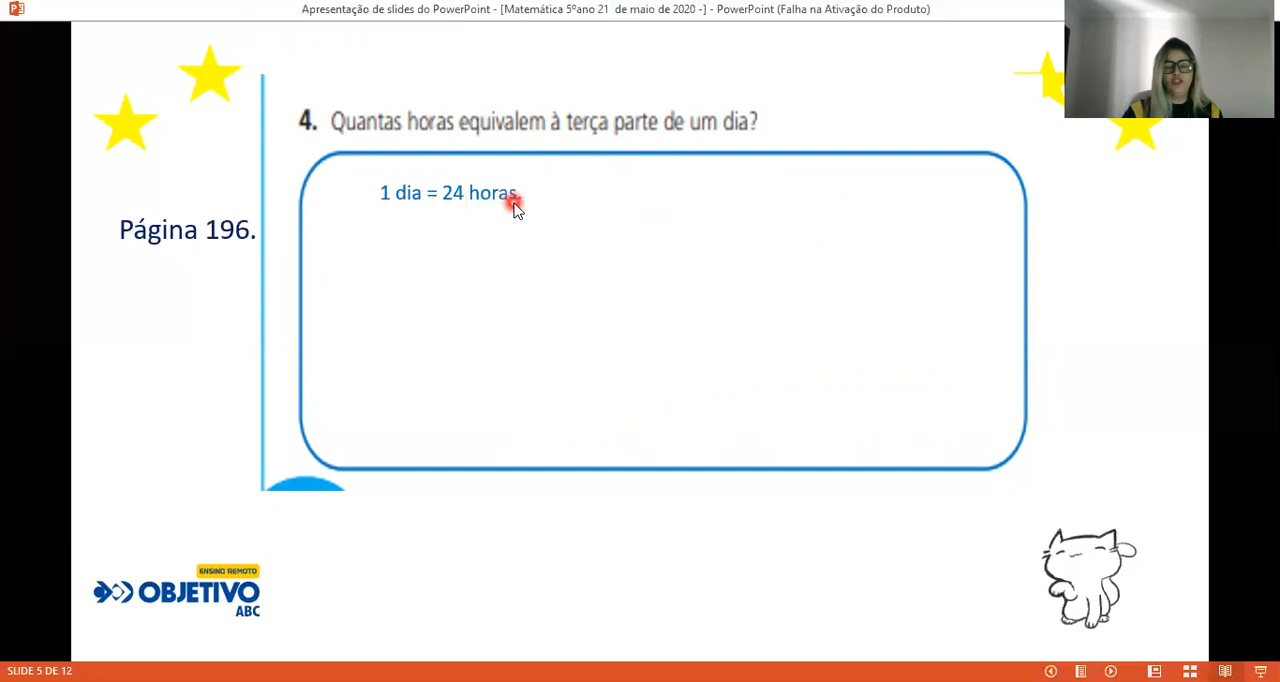 Apresentação de slides do PowerPoint - [Matemática 5ºano 21 de maio de 2020 -] - PowerPoint (Falha na Ativação do Produto)
4. Quantas horas equivalem à terça parte de um dia?
1 dia = 24 horas.
Página 196.
ENSINO REMOTO
OBJETIVO
ABC
SLIDE 5 DE 12